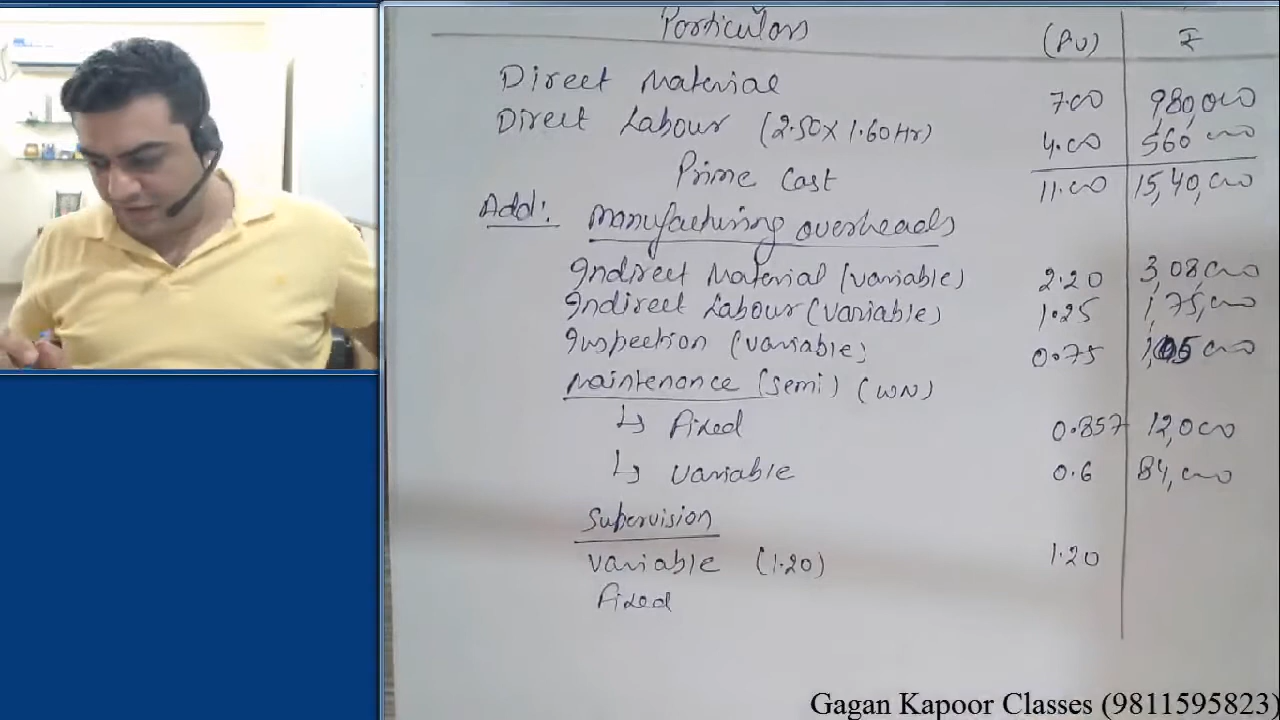 Particulars (PU) ₹
Direct Material 7.00 9,80,000
Direct Labour (2.50 X 1.60 Hr) 4.00 560,000
Prime Cost 11.00 15,40,000
Add: Manufacturing overheads
Indirect Material (variable) 2.20 3,08,000
Indirect Labour (variable) 1.25 1,75,000
Inspection (variable) 0.75 1,05,000
Maintenance (semi) (WN)
↳ Fixed 0.857 12,000
↳ variable 0.6 84,000
Supervision
variable (1.20) 1.20
Fixed
Gagan Kapoor Classes (9811595823)